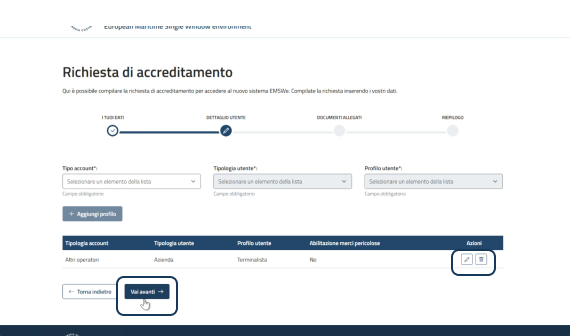 European Maritime Single Window environment
Richiesta di accreditamento
Qui è possibile compilare la richiesta di accreditamento per accedere al nuovo sistema EMSWe. Compilate la richiesta inserendo i vostri dati.
I TUOI DATI DETTAGLIO UTENTE DOCUMENTI ALLEGATI RIEPILOGO
Tipo account*: Tipologia utente*: Profilo utente*:
Selezionare un elemento della lista Selezionare un elemento della lista Selezionare un elemento della lista
Campo obbligatorio Campo obbligatorio Campo obbligatorio
+ Aggiungi profilo
Tipologia account Tipologia utente Profilo utente Abilitazione merci pericolose Azioni
Altri operatori Azienda Terminalista No
← Torna indietro Vai avanti →